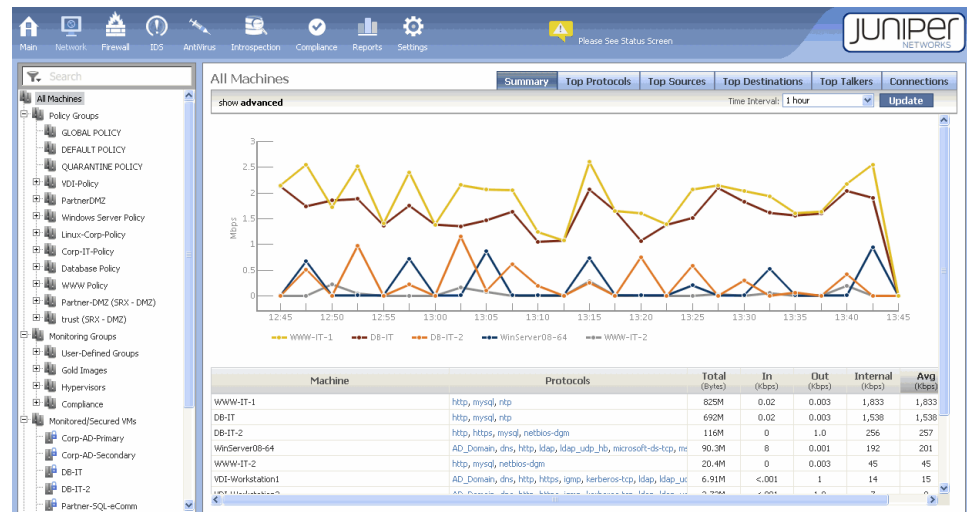 Main Network Firewall IDS AntiVirus Introspection Compliance Reports Settings
Please See Status Screen
JUNIPER
NETWORKS
Search
All Machines
Policy Groups
GLOBAL POLICY
DEFAULT POLICY
QUARANTINE POLICY
VDI-Policy
PartnerDMZ
Windows Server Policy
Linux-Corp-Policy
Corp-IT-Policy
Database Policy
WWW Policy
Partner-DMZ (SRX - DMZ)
trust (SRX - DMZ)
Monitoring Groups
User-Defined Groups
Gold Images
Hypervisors
Compliance
Monitored/Secured VMs
Corp-AD-Primary
Corp-AD-Secondary
DB-IT
DB-IT-2
Partner-SQL-eComm
All Machines
Summary Top Protocols Top Sources Top Destinations Top Talkers Connections
show advanced Time Interval: 1 hour Update
3
2.5
2
1.5
1
0.5
0
Mbps
12:45 12:50 12:55 13:00 13:05 13:10 13:15 13:20 13:25 13:30 13:35 13:40 13:45
WWW-IT-1 DB-IT DB-IT-2 WinServer08-64 WWW-IT-2
Machine Protocols Total (Bytes) In (Kbps) Out (Kbps) Internal (Kbps) Avg (Kbps)
WWW-IT-1 http, mysql, ntp 825M 0.02 0.003 1,833 1,833
DB-IT http, mysql, ntp 692M 0.02 0.003 1,538 1,538
DB-IT-2 http, https, mysql, netbios-dgm 116M 0 1.0 256 257
WinServer08-64 AD_Domain, dns, http, ldap, ldap_udp_hb, microsoft-ds-tcp, 90.3M 8 0.001 192 201
WWW-IT-2 http, mysql, netbios-dgm 20.4M 0 0.003 45 45
VDI-Workstation1 AD_Domain, dns, http, https, igmp, kerberos-tcp, ldap, ldap_uc 6.91M <.001 1 14 15